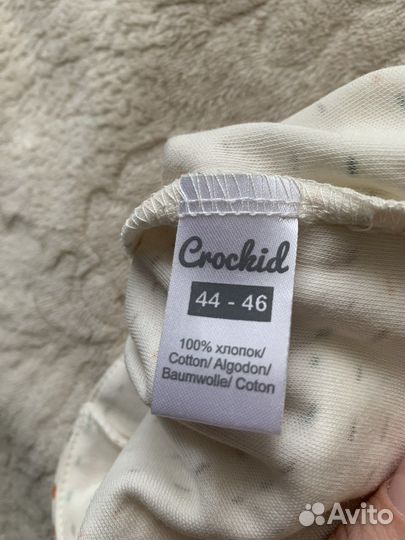 Crockid
44 - 46
100% хлопок/
Cotton/ Algodon/
Baumwolle/ Coton
Avito